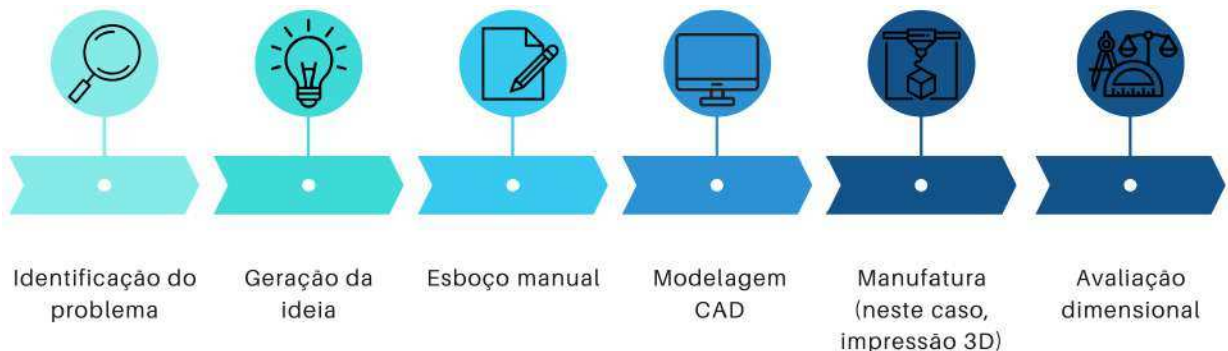 Identificação do
problema
Geração da
ideia
Esboço manual
Modelagem
CAD
Manufatura
(neste caso,
impressão 3D)
Avaliação
dimensional